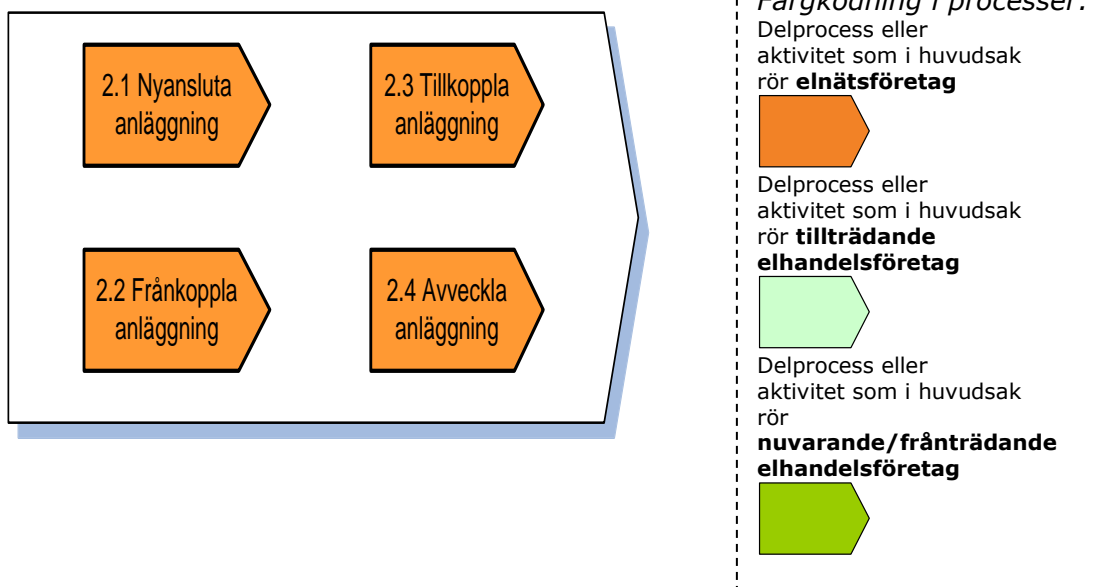 2.1 Nyansluta
anläggning
2.3 Tillkoppla
anläggning
2.2 Frånkoppla
anläggning
2.4 Avveckla
anläggning
Färgkodning i processer:
Delprocess eller
aktivitet som i huvudsak
rör elnätsföretag
Delprocess eller
aktivitet som i huvudsak
rör tillträdande
elhandelsföretag
Delprocess eller
aktivitet som i huvudsak
rör
nuvarande/frånträdande
elhandelsföretag